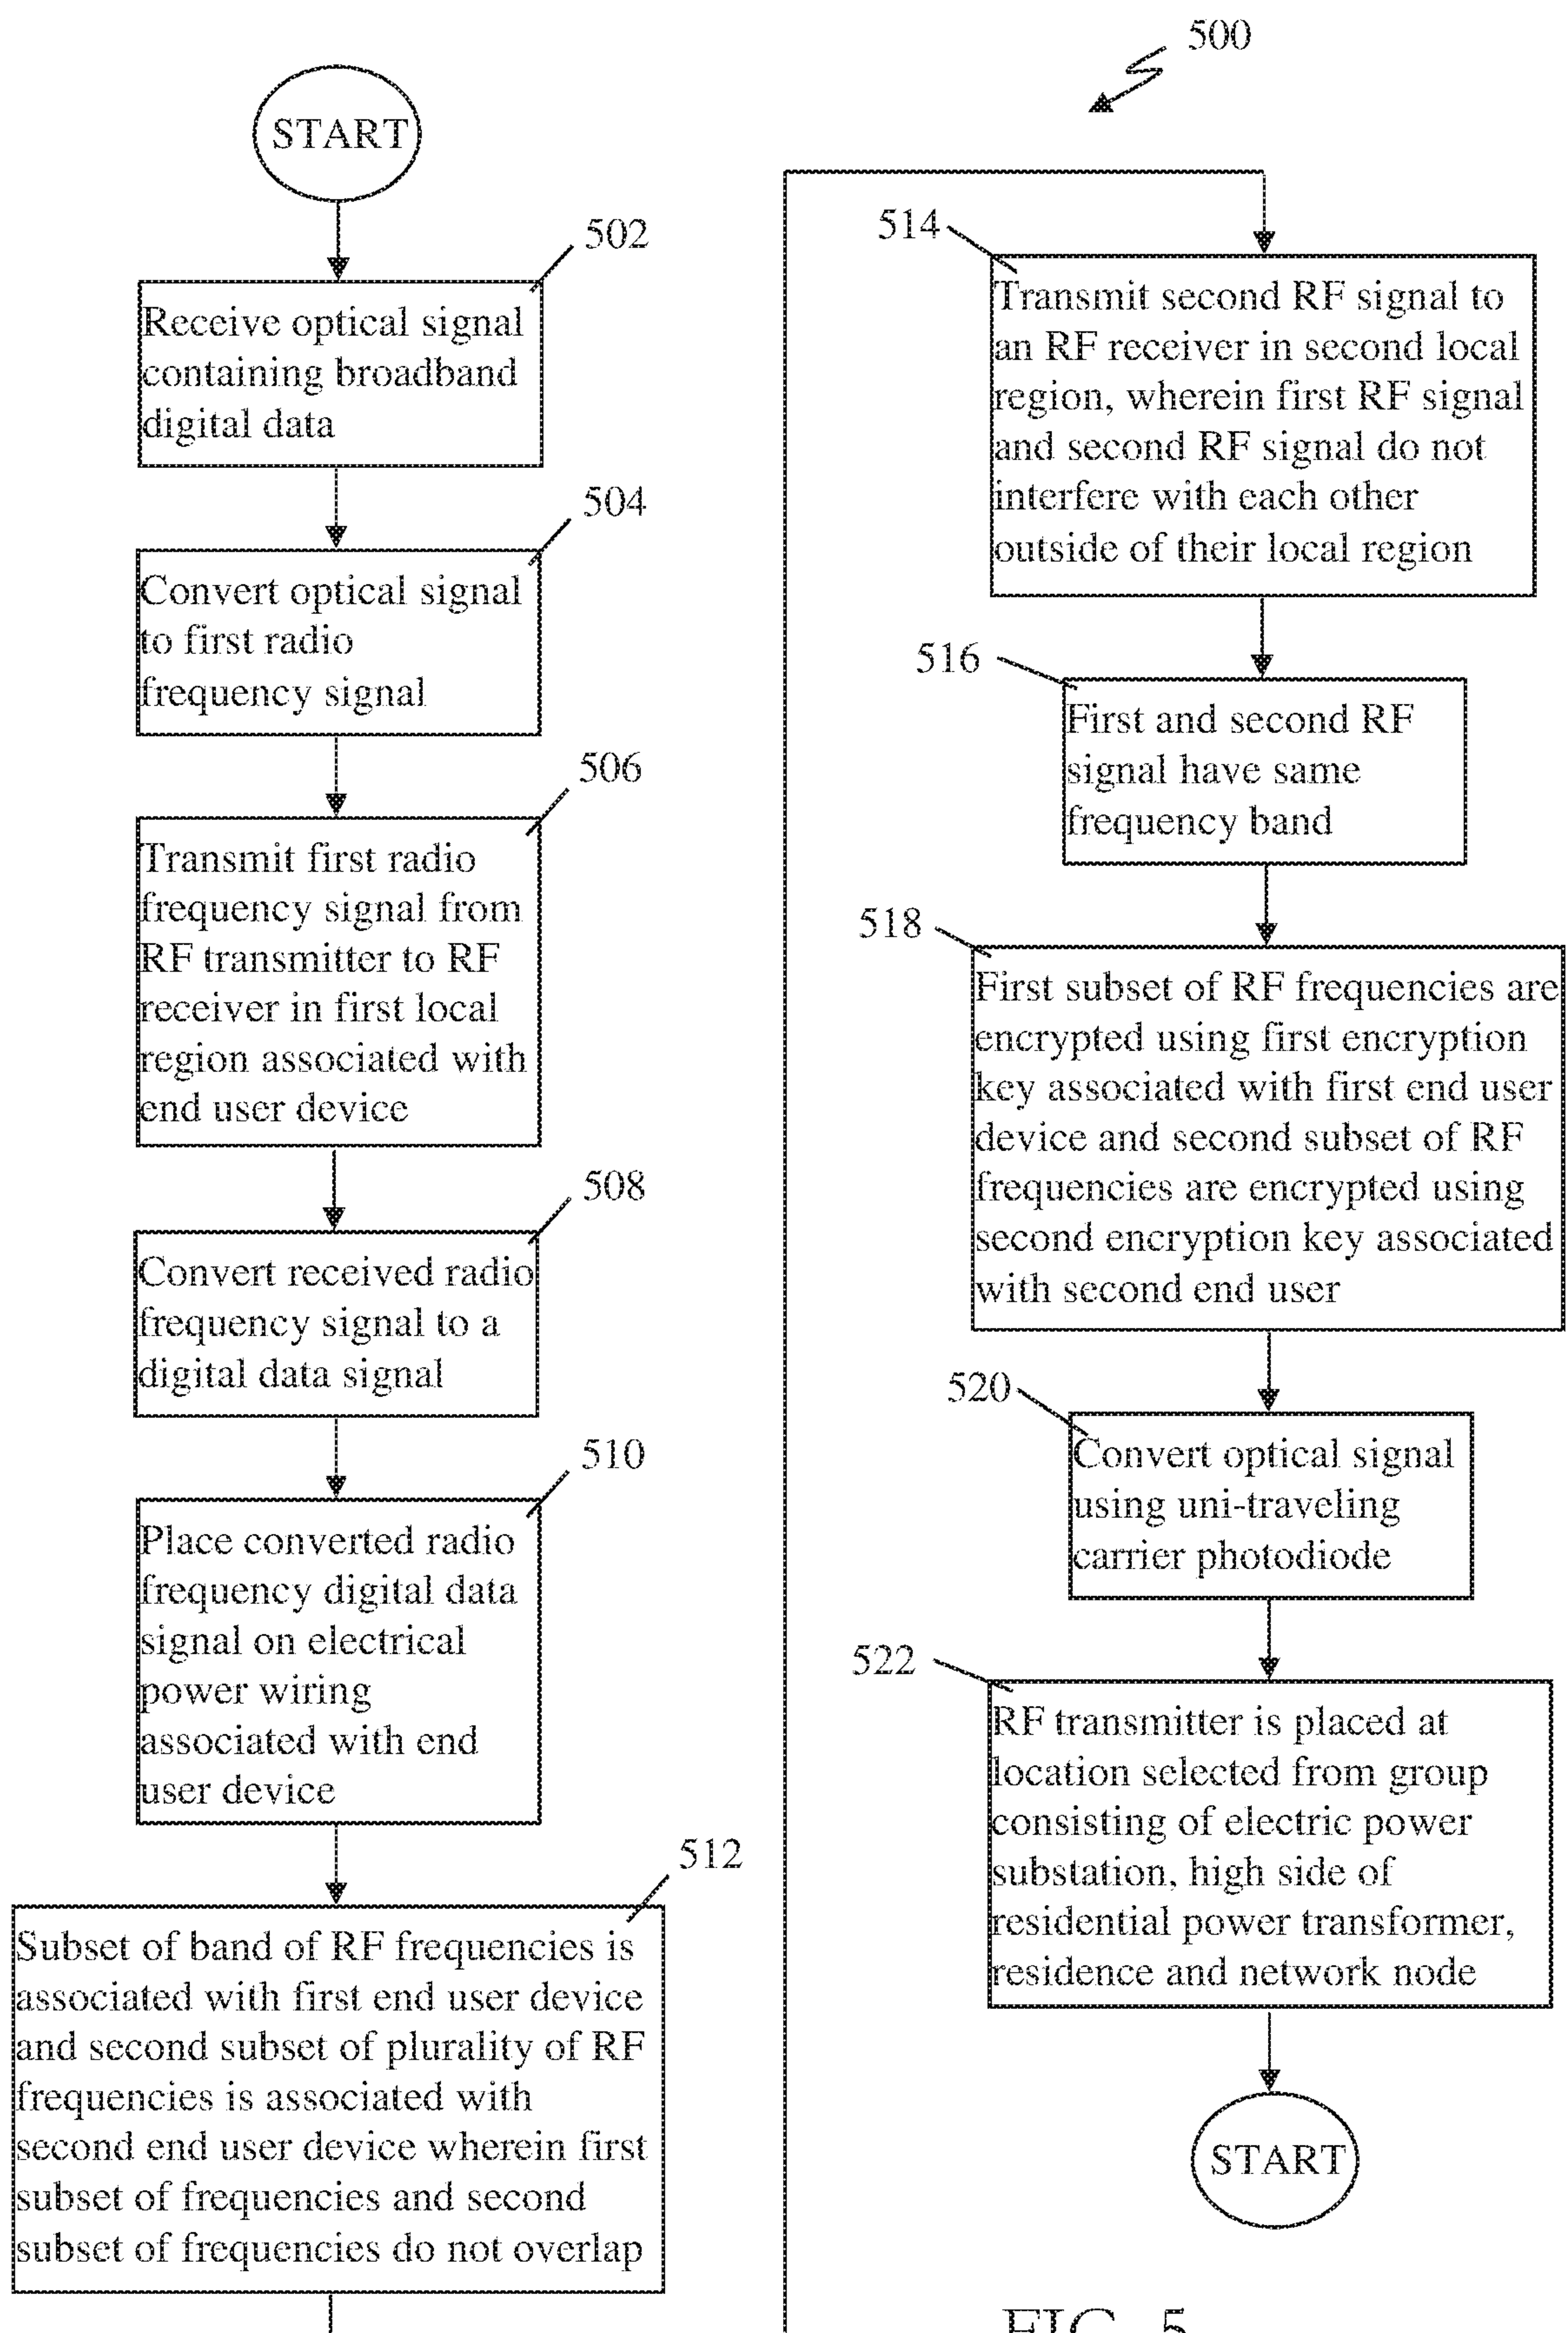 500
START
502
Receive optical signal
containing broadband
digital data
504
Convert optical signal
to first radio
frequency signal
506
Transmit first radio
frequency signal from
RF transmitter to RF
receiver in first local
region associated with
end user device
508
Convert received radio
frequency signal to a
digital data signal
510
Place converted radio
frequency digital data
signal on electrical
power wiring
associated with end
user device
512
Subset of band of RF frequencies is
associated with first end user device
and second subset of plurality of RF
frequencies is associated with
second end user device wherein first
subset of frequencies and second
subset of frequencies do not overlap
514
Transmit second RF signal to
an RF receiver in second local
region, wherein first RF signal
and second RF signal do not
interfere with each other
outside of their local region
516
First and second RF
signal have same
frequency band
518
First subset of RF frequencies are
encrypted using first encryption
key associated with first end user
device and second subset of RF
frequencies are encrypted using
second encryption key associated
with second end user
520
Convert optical signal
using uni-traveling
carrier photodiode
522
RF transmitter is placed at
location selected from group
consisting of electric power
substation, high side of
residential power transformer,
residence and network node
START
FIG. 5